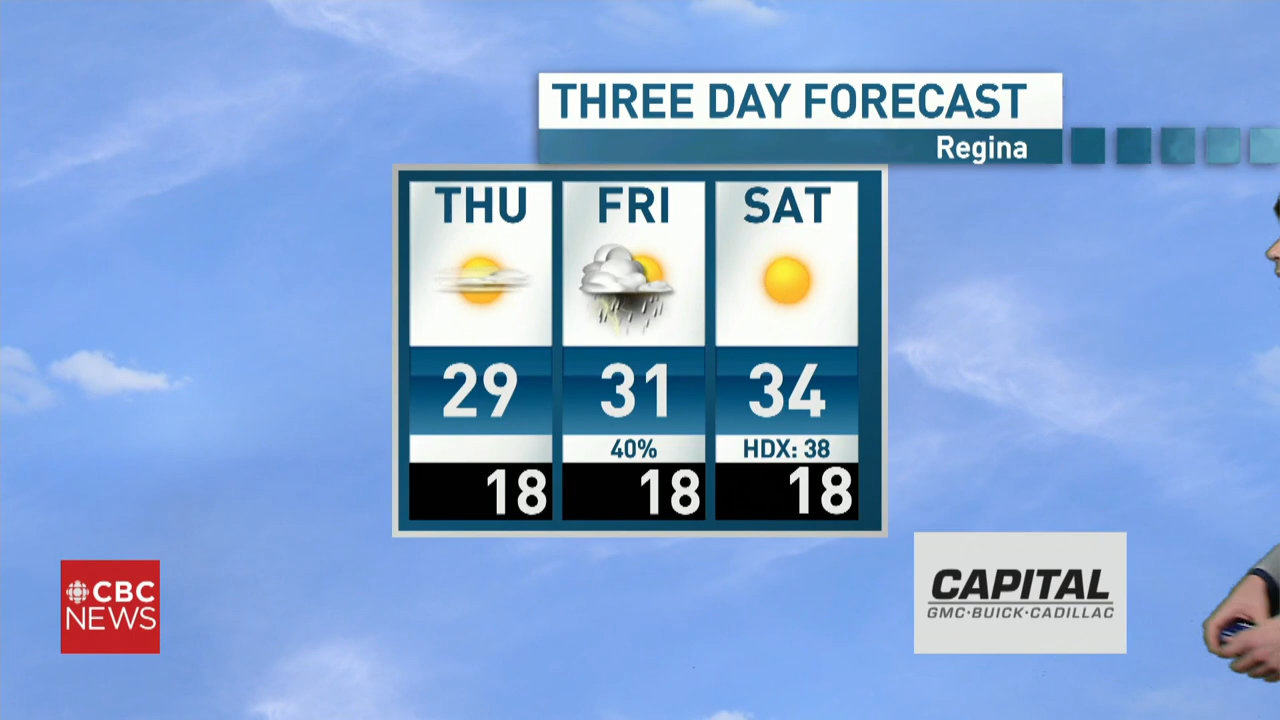 THREE DAY FORECAST
Regina
THU FRI SAT
29 31 34
40% HDX: 38
18 18 18
CBC
NEWS
CAPITAL
GMC·BUICK·CADILLAC